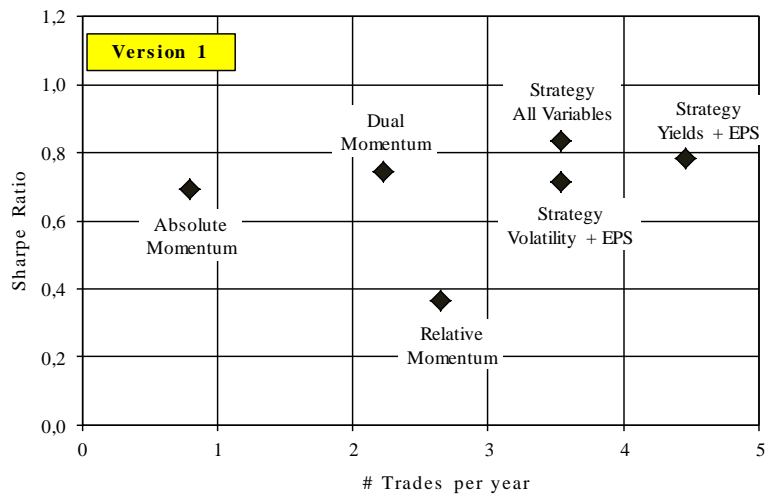 1,2
Version 1
1,0
Strategy
All Variables
Strategy
Yields + EPS
Dual
Momentum
0,8
Sharpe Ratio
0,6
Absolute
Momentum
Strategy
Volatility + EPS
0,4
Relative
Momentum
0,2
0,0
0 1 2 3 4 5
# Trades per year